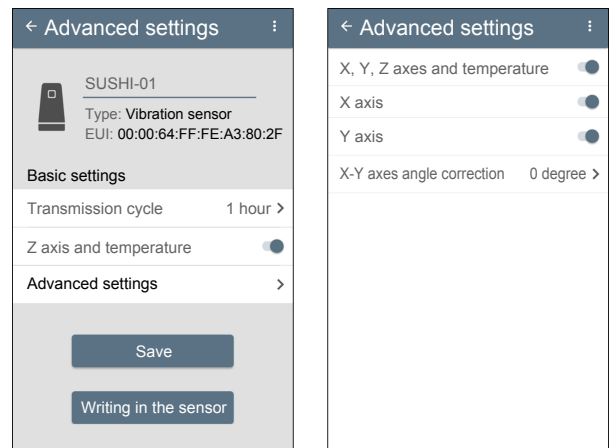 ← Advanced settings
SUSHI-01
Type: Vibration sensor
EUI: 00:00:64:FF:FE:A3:80:2F
Basic settings
Transmission cycle 1 hour >
Z axis and temperature
Advanced settings >
Save
Writing in the sensor
← Advanced settings
X, Y, Z axes and temperature
X axis
Y axis
X-Y axes angle correction 0 degree >